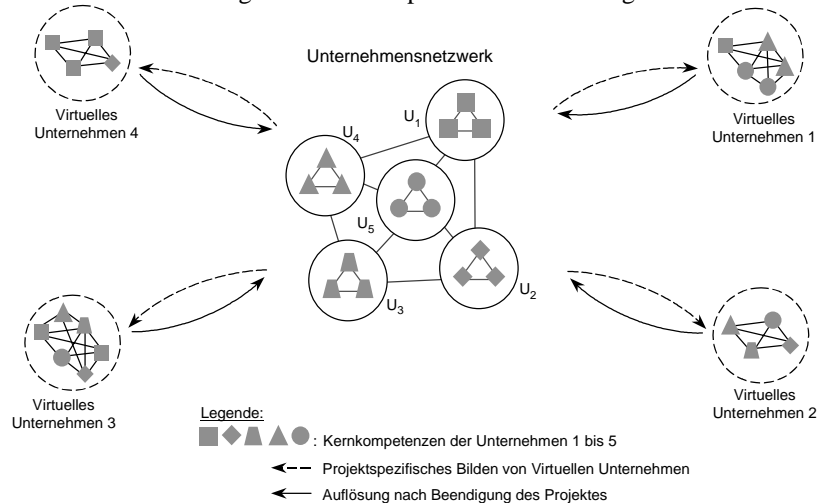 Unternehmensnetzwerk
Virtuelles
Unternehmen 4
Virtuelles
Unternehmen 1
U1
U4
U5
U3
U2
Virtuelles
Unternehmen 3
Virtuelles
Unternehmen 2
Legende:
: Kernkompetenzen der Unternehmen 1 bis 5
Projektspezifisches Bilden von Virtuellen Unternehmen
Auflösung nach Beendigung des Projektes